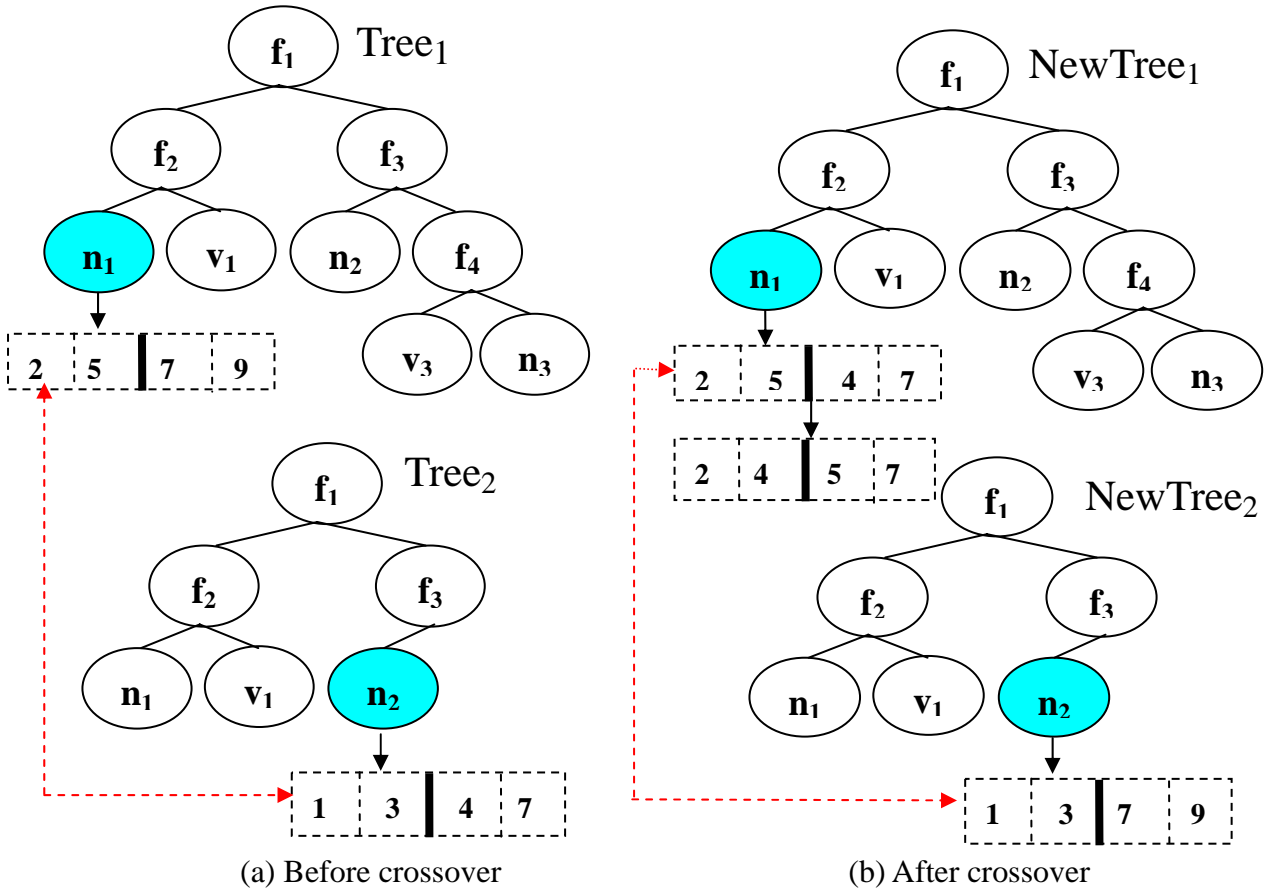 f₁ Tree₁
f₂ f₃
n₁ v₁ n₂ f₄
v₃ n₃
2 5 7 9
Tree₂
f₁
f₂ f₃
n₁ v₁ n₂
1 3 4 7
(a) Before crossover
f₁ NewTree₁
f₂ f₃
n₁ v₁ n₂ f₄
v₃ n₃
2 5 4 7
2 4 5 7
f₁ NewTree₂
f₂ f₃
n₁ v₁ n₂
1 3 7 9
(b) After crossover